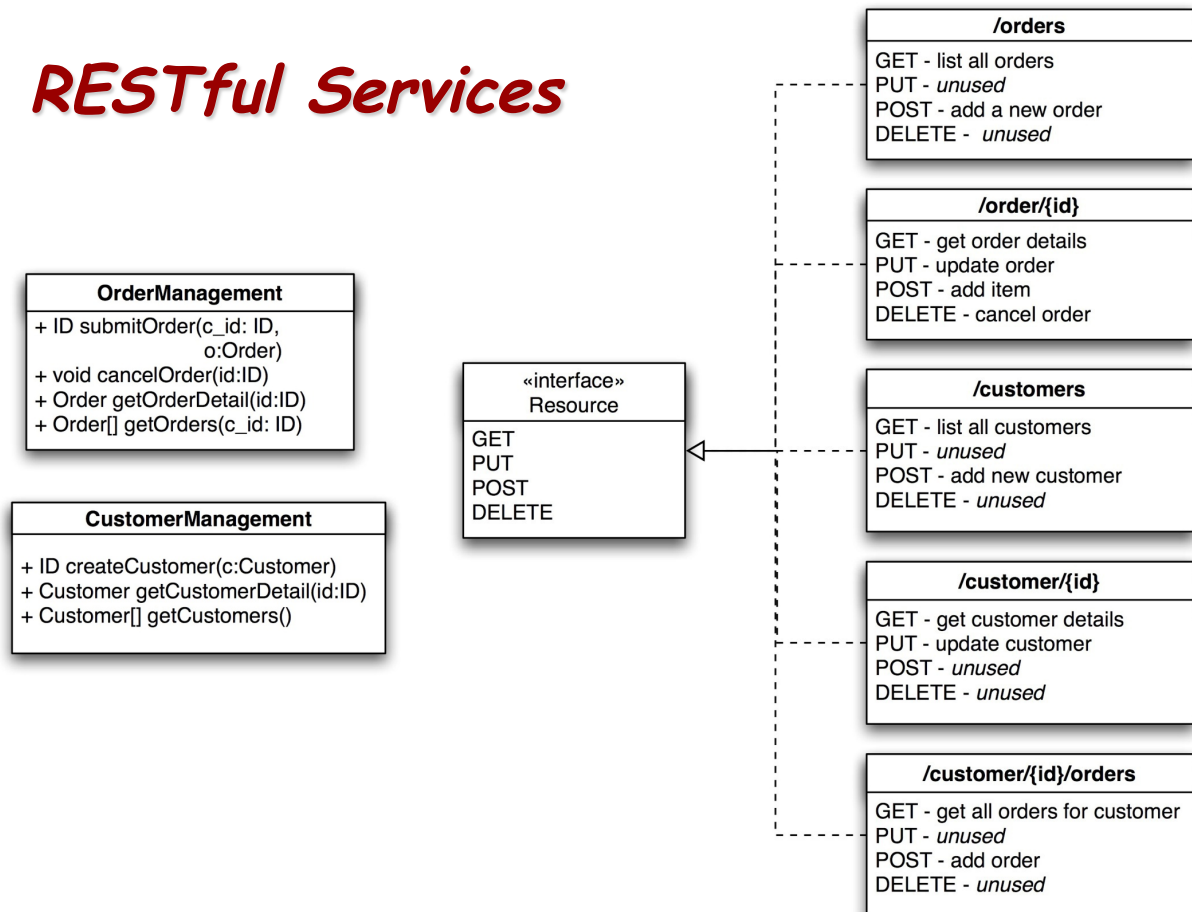 RESTful Services
OrderManagement
+ ID submitOrder(c_id: ID,
o:Order)
+ void cancelOrder(id:ID)
+ Order getOrderDetail(id:ID)
+ Order[] getOrders(c_id: ID)
CustomerManagement
+ ID createCustomer(c:Customer)
+ Customer getCustomerDetail(id:ID)
+ Customer[] getCustomers()
«interface»
Resource
GET
PUT
POST
DELETE
/orders
GET - list all orders
PUT - unused
POST - add a new order
DELETE - unused
/order/{id}
GET - get order details
PUT - update order
POST - add item
DELETE - cancel order
/customers
GET - list all customers
PUT - unused
POST - add new customer
DELETE - unused
/customer/{id}
GET - get customer details
PUT - update customer
POST - unused
DELETE - unused
/customer/{id}/orders
GET - get all orders for customer
PUT - unused
POST - add order
DELETE - unused